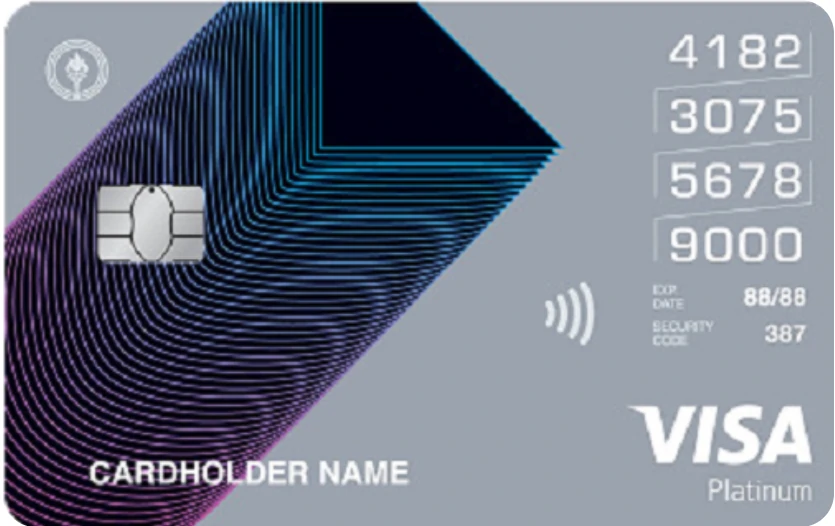 4182
3075
5678
9000
EXP. DATE 88/88
SECURITY CODE 387
CARDHOLDER NAME
VISA
Platinum